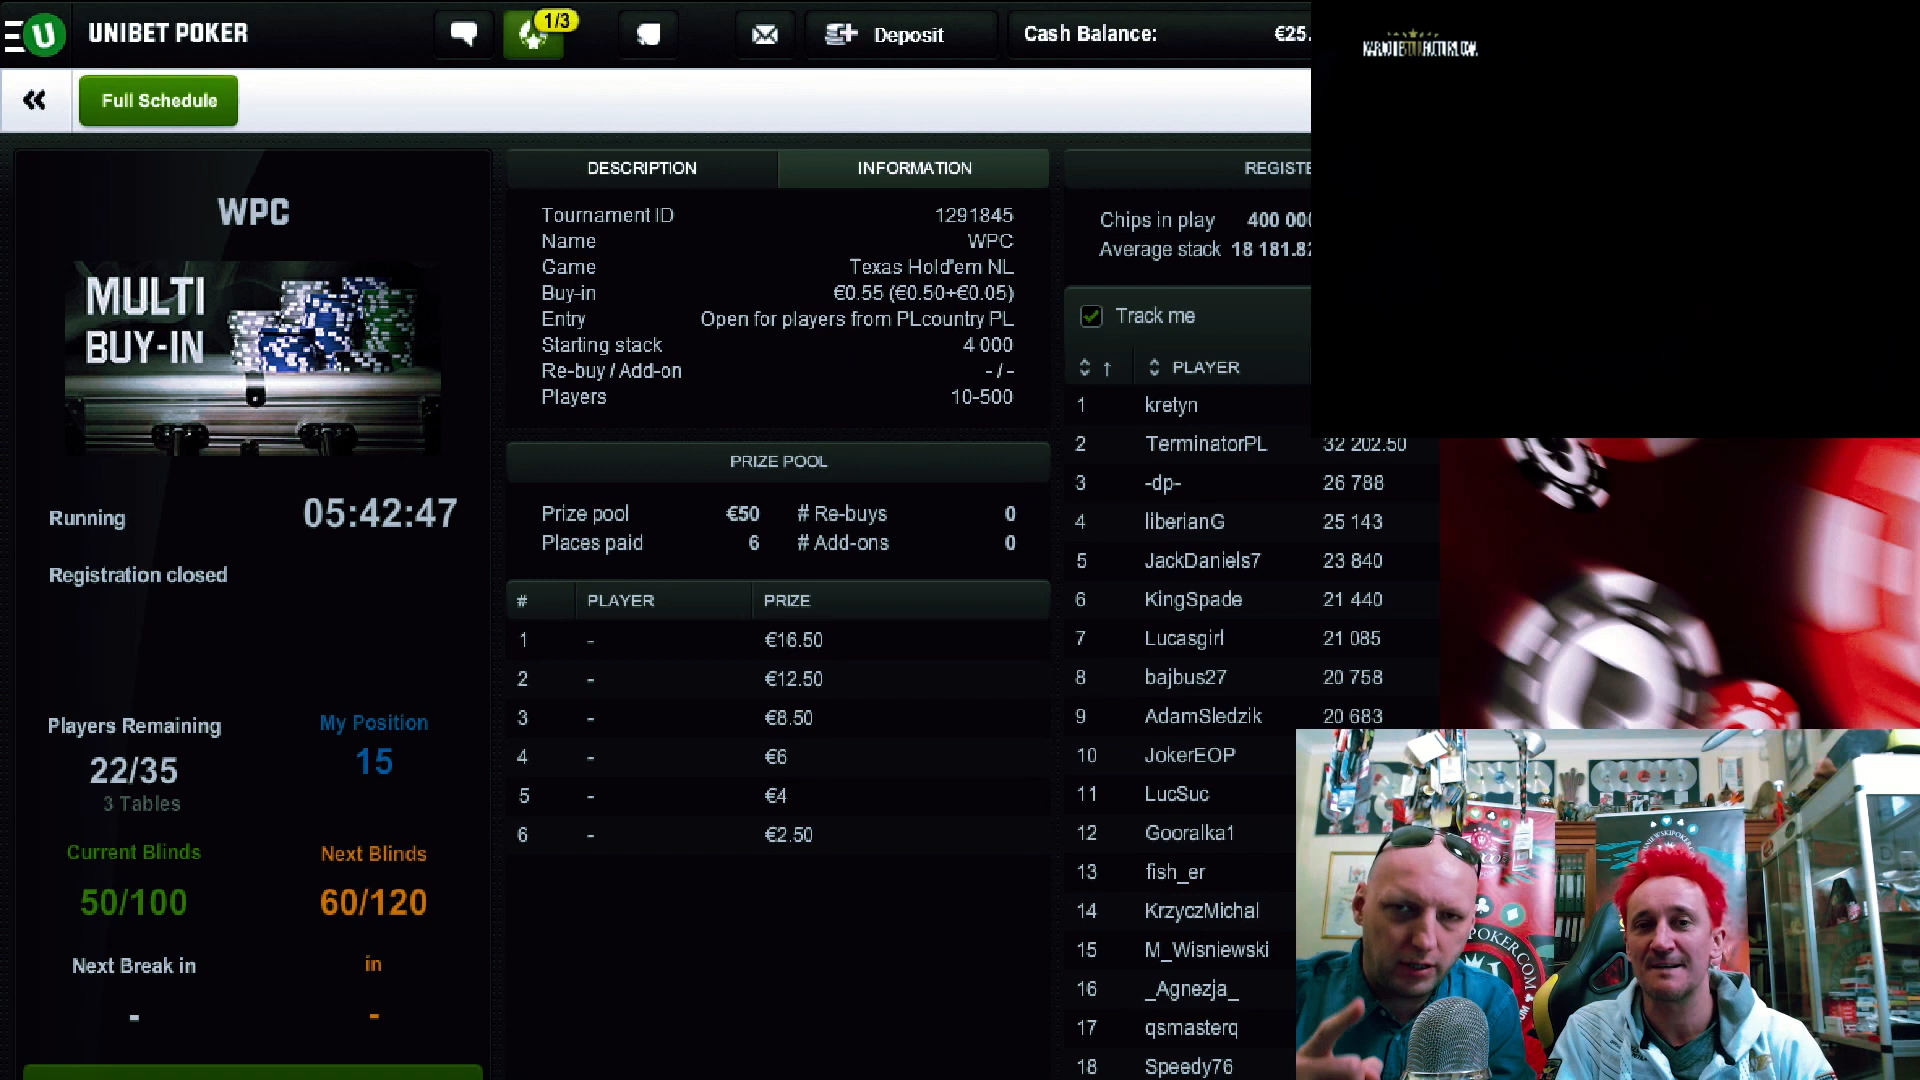 UNIBET POKER
1/3
Deposit
Cash Balance:
€25.
Full Schedule
WPC
MULTI
BUY-IN
Running
05:42:47
Registration closed
Players Remaining
My Position
22/35
15
3 Tables
Current Blinds
Next Blinds
50/100
60/120
Next Break in
in
-
-
DESCRIPTION
INFORMATION
Tournament ID 1291845
Name WPC
Game Texas Hold'em NL
Buy-in €0.55 (€0.50+€0.05)
Entry Open for players from PLcountry PL
Starting stack 4 000
Re-buy / Add-on - / -
Players 10-500
PRIZE POOL
Prize pool €50 # Re-buys 0
Places paid 6 # Add-ons 0
# PLAYER PRIZE
1 - €16.50
2 - €12.50
3 - €8.50
4 - €6
5 - €4
6 - €2.50
REGISTE
Chips in play 400 000
Average stack 18 181.82
Track me
PLAYER
1 kretyn
2 TerminatorPL 32 202.50
3 -dp- 26 788
4 liberianG 25 143
5 JackDaniels7 23 840
6 KingSpade 21 440
7 Lucasgirl 21 085
8 bajbus27 20 758
9 AdamSledzik 20 683
10 JokerEOP
11 LucSuc
12 Gooralka1
13 fish_er
14 KrzyczMichal
15 M_Wisniewski
16 _Agnezja_
17 qsmasterq
18 Speedy76
POKER.COM